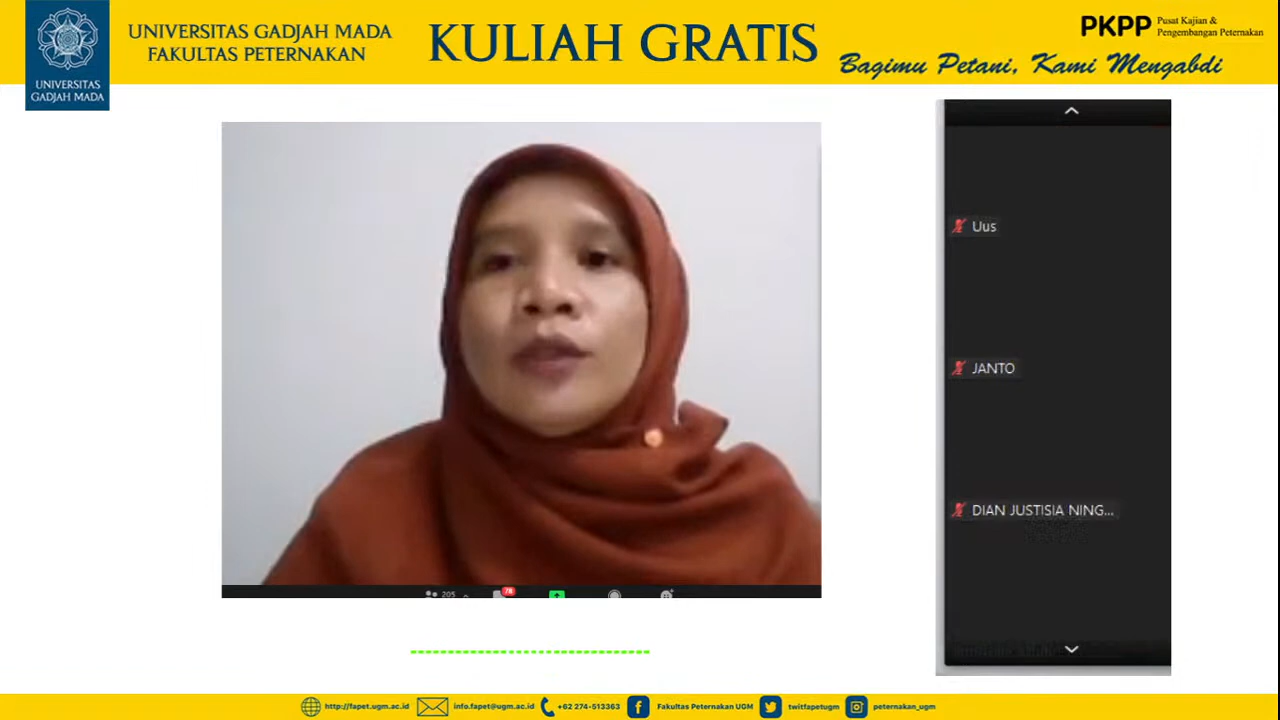 UNIVERSITAS
GADJAH MADA
UNIVERSITAS GADJAH MADA
FAKULTAS PETERNAKAN
KULIAH GRATIS
PKPP
Pusat Kajian &
Pengembangan Peternakan
Bagimu Petani, Kami Mengabdi
Uus
JANTO
DIAN JUSTISIA NING...
205
78
http://fapet.ugm.ac.id
info.fapet@ugm.ac.id
+62 274-513363
Fakultas Peternakan UGM
twitfapetugm
peternakan_ugm